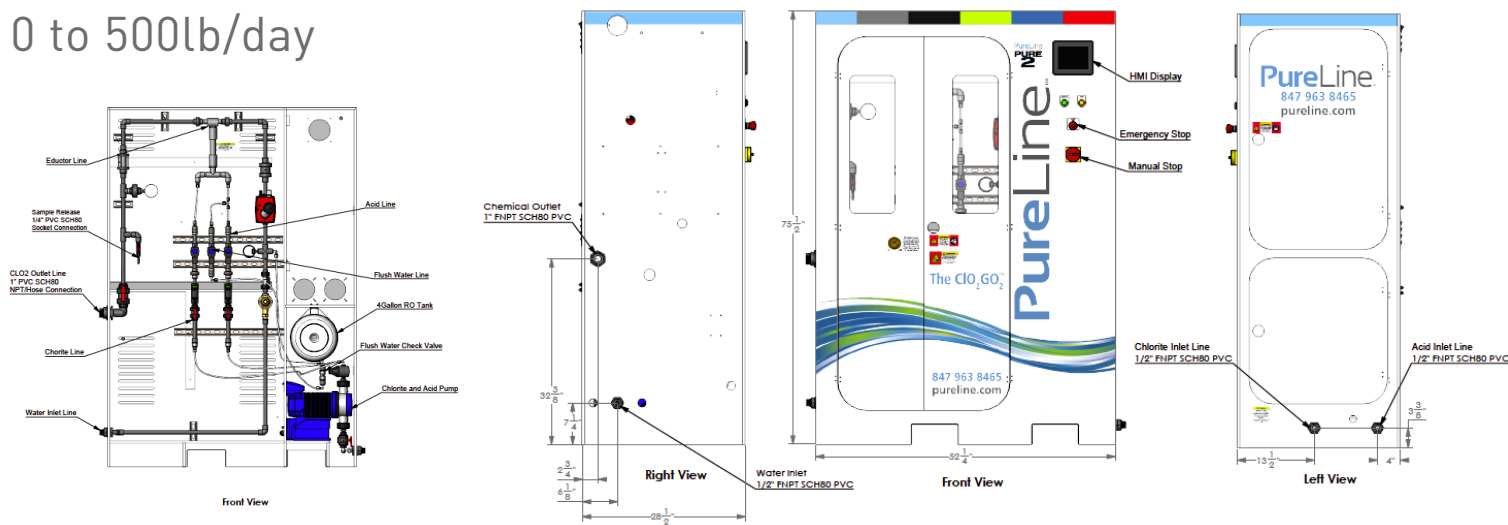 0 to 500lb/day
Eductor Line
Sample Release
1/4" PVC SCH80
Socket Connection
CLO2 Outlet Line
1" PVC SCH80
NPT/Hose Connection
Chorite Line
Water Inlet Line
Acid Line
Flush Water Line
4Gallon RO Tank
Flush Water Check Valve
Chlorite and Acid Pump
Front View
Chemical Outlet
1" FNPT SCH80 PVC
32 3/8"
7 1/4"
2 3/4"
6 1/8"
28 1/2"
Right View
Water Inlet
1/2" FNPT SCH80 PVC
75 1/2"
PureLine
PURE
2
PureLine
The ClO2GO2™
847 963 8465
pureline.com
HMI Display
Emergency Stop
Manual Stop
52 1/4"
Front View
PureLine
847 963 8465
pureline.com
Chlorite Inlet Line
1/2" FNPT SCH80 PVC
Acid Inlet Line
1/2" FNPT SCH80 PVC
3 3/8"
13 1/2"
4"
Left View